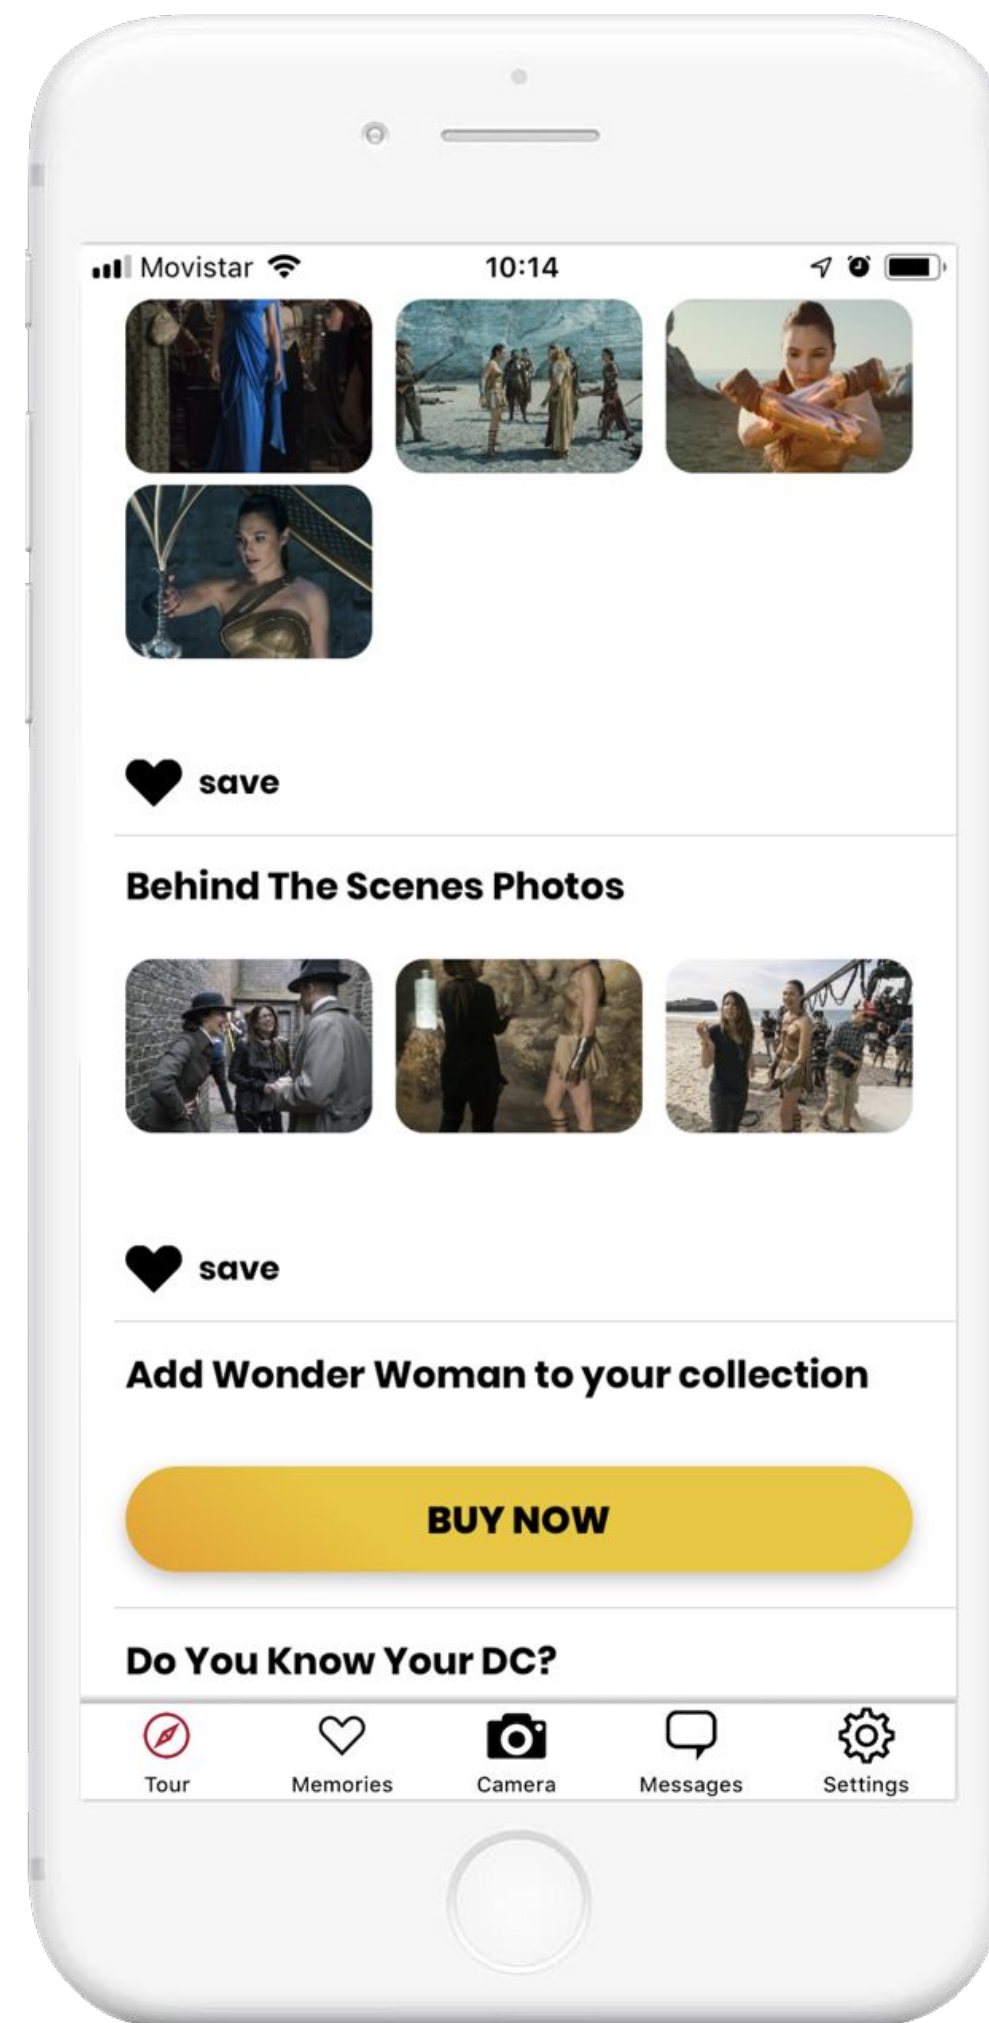 Movistar 10:14
save
Behind The Scenes Photos
save
Add Wonder Woman to your collection
BUY NOW
Do You Know Your DC?
Tour Memories Camera Messages Settings